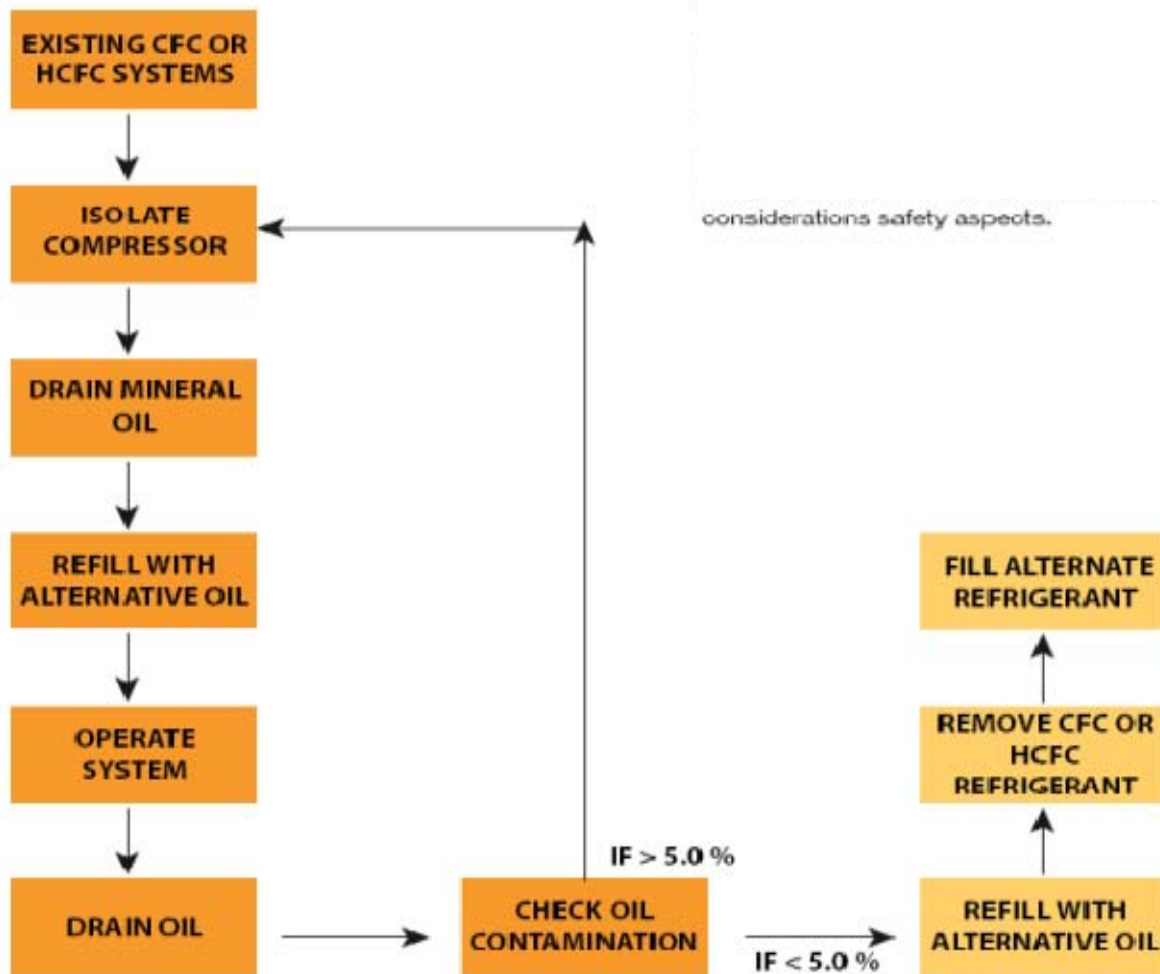 EXISTING CFC OR
HCFC SYSTEMS
ISOLATE
COMPRESSOR
considerations safety aspects.
DRAIN MINERAL
OIL
REFILL WITH
ALTERNATIVE OIL
OPERATE
SYSTEM
DRAIN OIL
CHECK OIL
CONTAMINATION
IF > 5.0 %
IF < 5.0 %
REFILL WITH
ALTERNATIVE OIL
REMOVE CFC OR
HCFC
REFRIGERANT
FILL ALTERNATE
REFRIGERANT